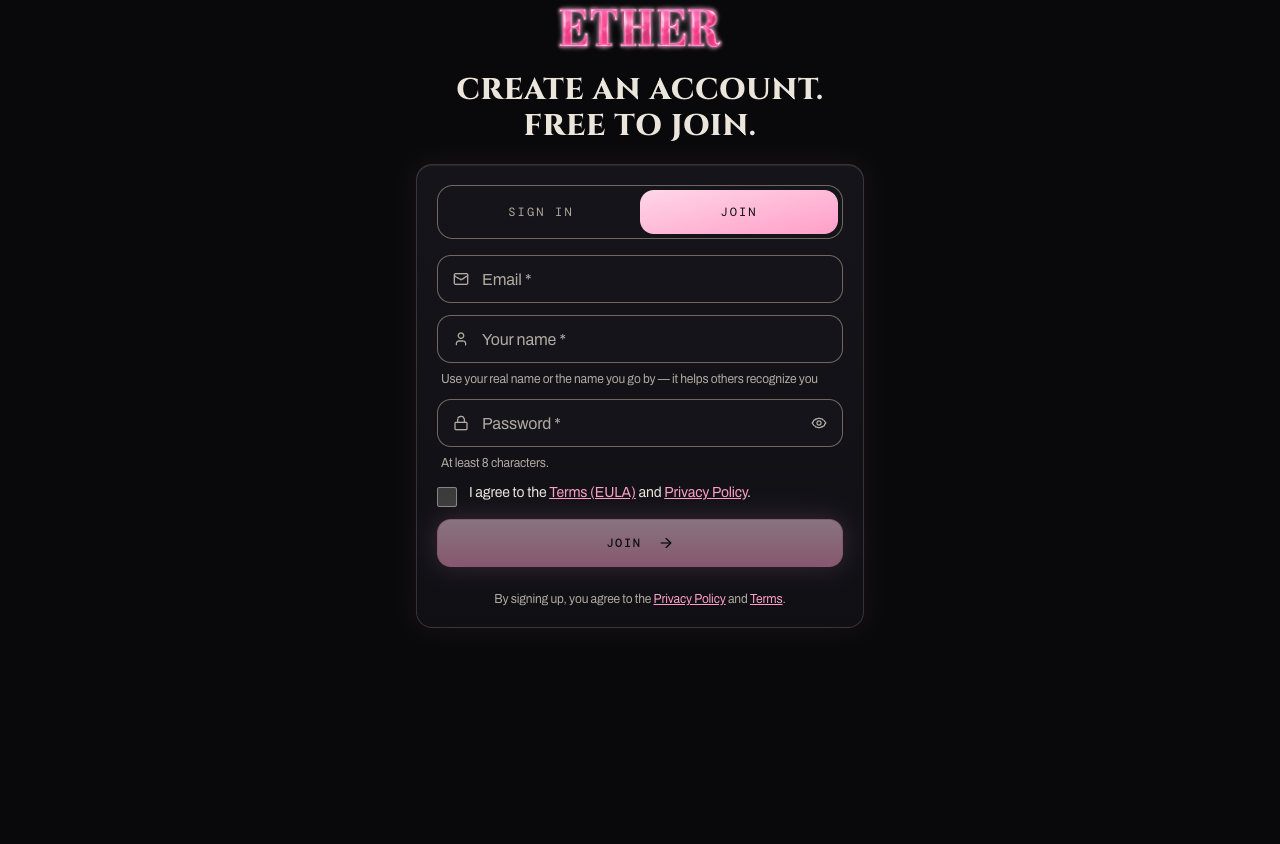 ETHER
CREATE AN ACCOUNT.
FREE TO JOIN.
SIGN IN
JOIN
Email *
Your name *
Use your real name or the name you go by — it helps others recognize you
Password *
At least 8 characters.
I agree to the Terms (EULA) and Privacy Policy.
JOIN
By signing up, you agree to the Privacy Policy and Terms.